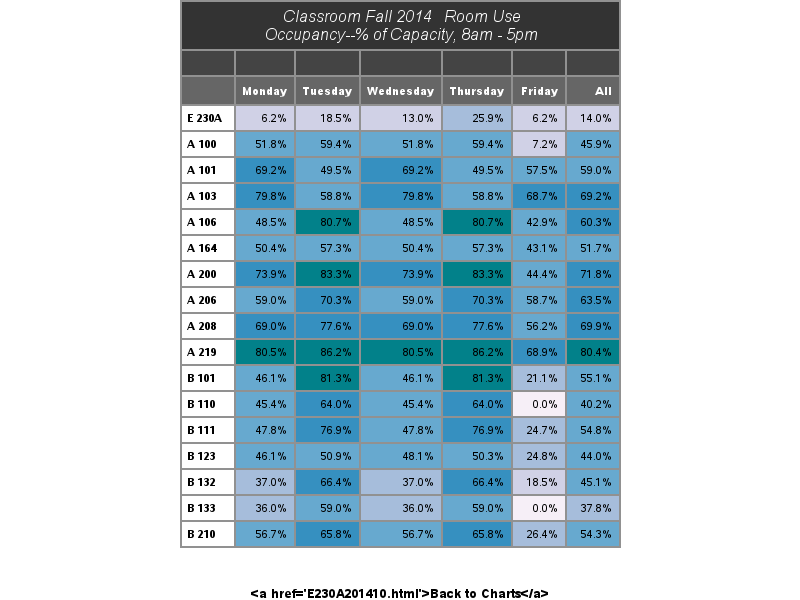 Classroom Fall 2014 Room Use
Occupancy--% of Capacity, 8am - 5pm
Monday Tuesday Wednesday Thursday Friday All
E 230A 6.2% 18.5% 13.0% 25.9% 6.2% 14.0%
A 100 51.8% 59.4% 51.8% 59.4% 7.2% 45.9%
A 101 69.2% 49.5% 69.2% 49.5% 57.5% 59.0%
A 103 79.8% 58.8% 79.8% 58.8% 68.7% 69.2%
A 106 48.5% 80.7% 48.5% 80.7% 42.9% 60.3%
A 164 50.4% 57.3% 50.4% 57.3% 43.1% 51.7%
A 200 73.9% 83.3% 73.9% 83.3% 44.4% 71.8%
A 206 59.0% 70.3% 59.0% 70.3% 58.7% 63.5%
A 208 69.0% 77.6% 69.0% 77.6% 56.2% 69.9%
A 219 80.5% 86.2% 80.5% 86.2% 68.9% 80.4%
B 101 46.1% 81.3% 46.1% 81.3% 21.1% 55.1%
B 110 45.4% 64.0% 45.4% 64.0% 0.0% 40.2%
B 111 47.8% 76.9% 47.8% 76.9% 24.7% 54.8%
B 123 46.1% 50.9% 48.1% 50.3% 24.8% 44.0%
B 132 37.0% 66.4% 37.0% 66.4% 18.5% 45.1%
B 133 36.0% 59.0% 36.0% 59.0% 0.0% 37.8%
B 210 56.7% 65.8% 56.7% 65.8% 26.4% 54.3%
&lt;a href='E230A201410.html'&gt;Back to Charts&lt;/a&gt;